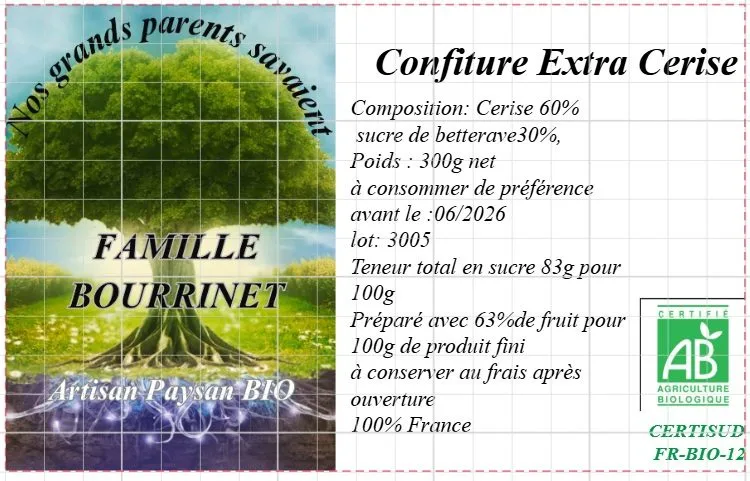 Nos grands parents savaient
FAMILLE
BOURRINET
Artisan Paysan BIO
Confiture Extra Cerise
Composition: Cerise 60%
sucre de betterave30%,
Poids : 300g net
à consommer de préférence
avant le :06/2026
lot: 3005
Teneur total en sucre 83g pour
100g
Préparé avec 63%de fruit pour
100g de produit fini
à conserver au frais après
ouverture
100% France
CERTIFIÉ
AB
AGRICULTURE
BIOLOGIQUE
CERTISUD
FR-BIO-12